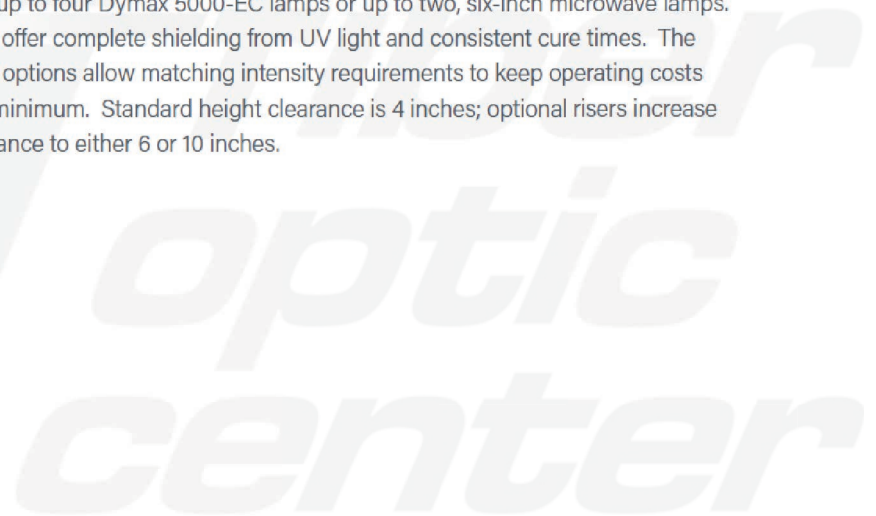 up to four Dymax 5000-EC lamps or up to two, six-inch microwave lamps.
offer complete shielding from UV light and consistent cure times. The
options allow matching intensity requirements to keep operating costs
minimum. Standard height clearance is 4 inches; optional risers increase
ance to either 6 or 10 inches.
fiber
optic
center